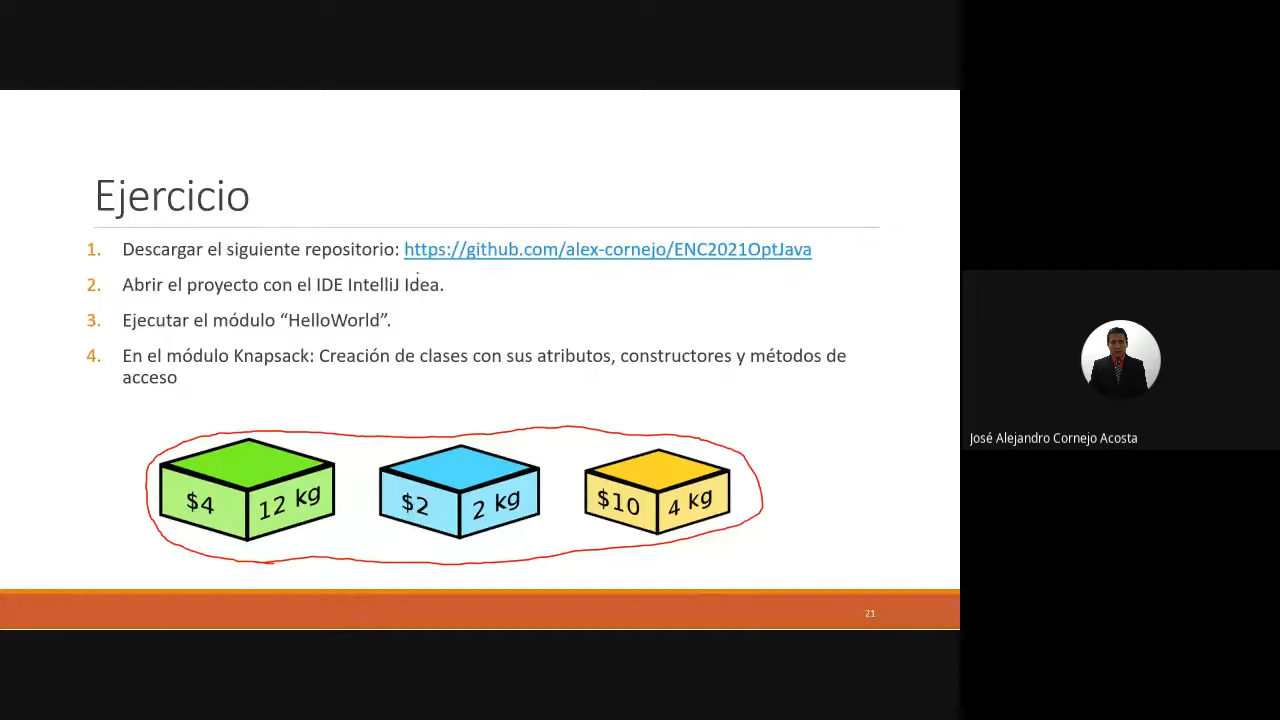 Ejercicio
1. Descargar el siguiente repositorio: https://github.com/alex-cornejo/ENC2021OptJava
2. Abrir el proyecto con el IDE IntelliJ Idea.
3. Ejecutar el módulo “HelloWorld”.
4. En el módulo Knapsack: Creación de clases con sus atributos, constructores y métodos de
acceso
$4 12 kg
$2 2 kg
$10 4 kg
21
José Alejandro Cornejo Acosta